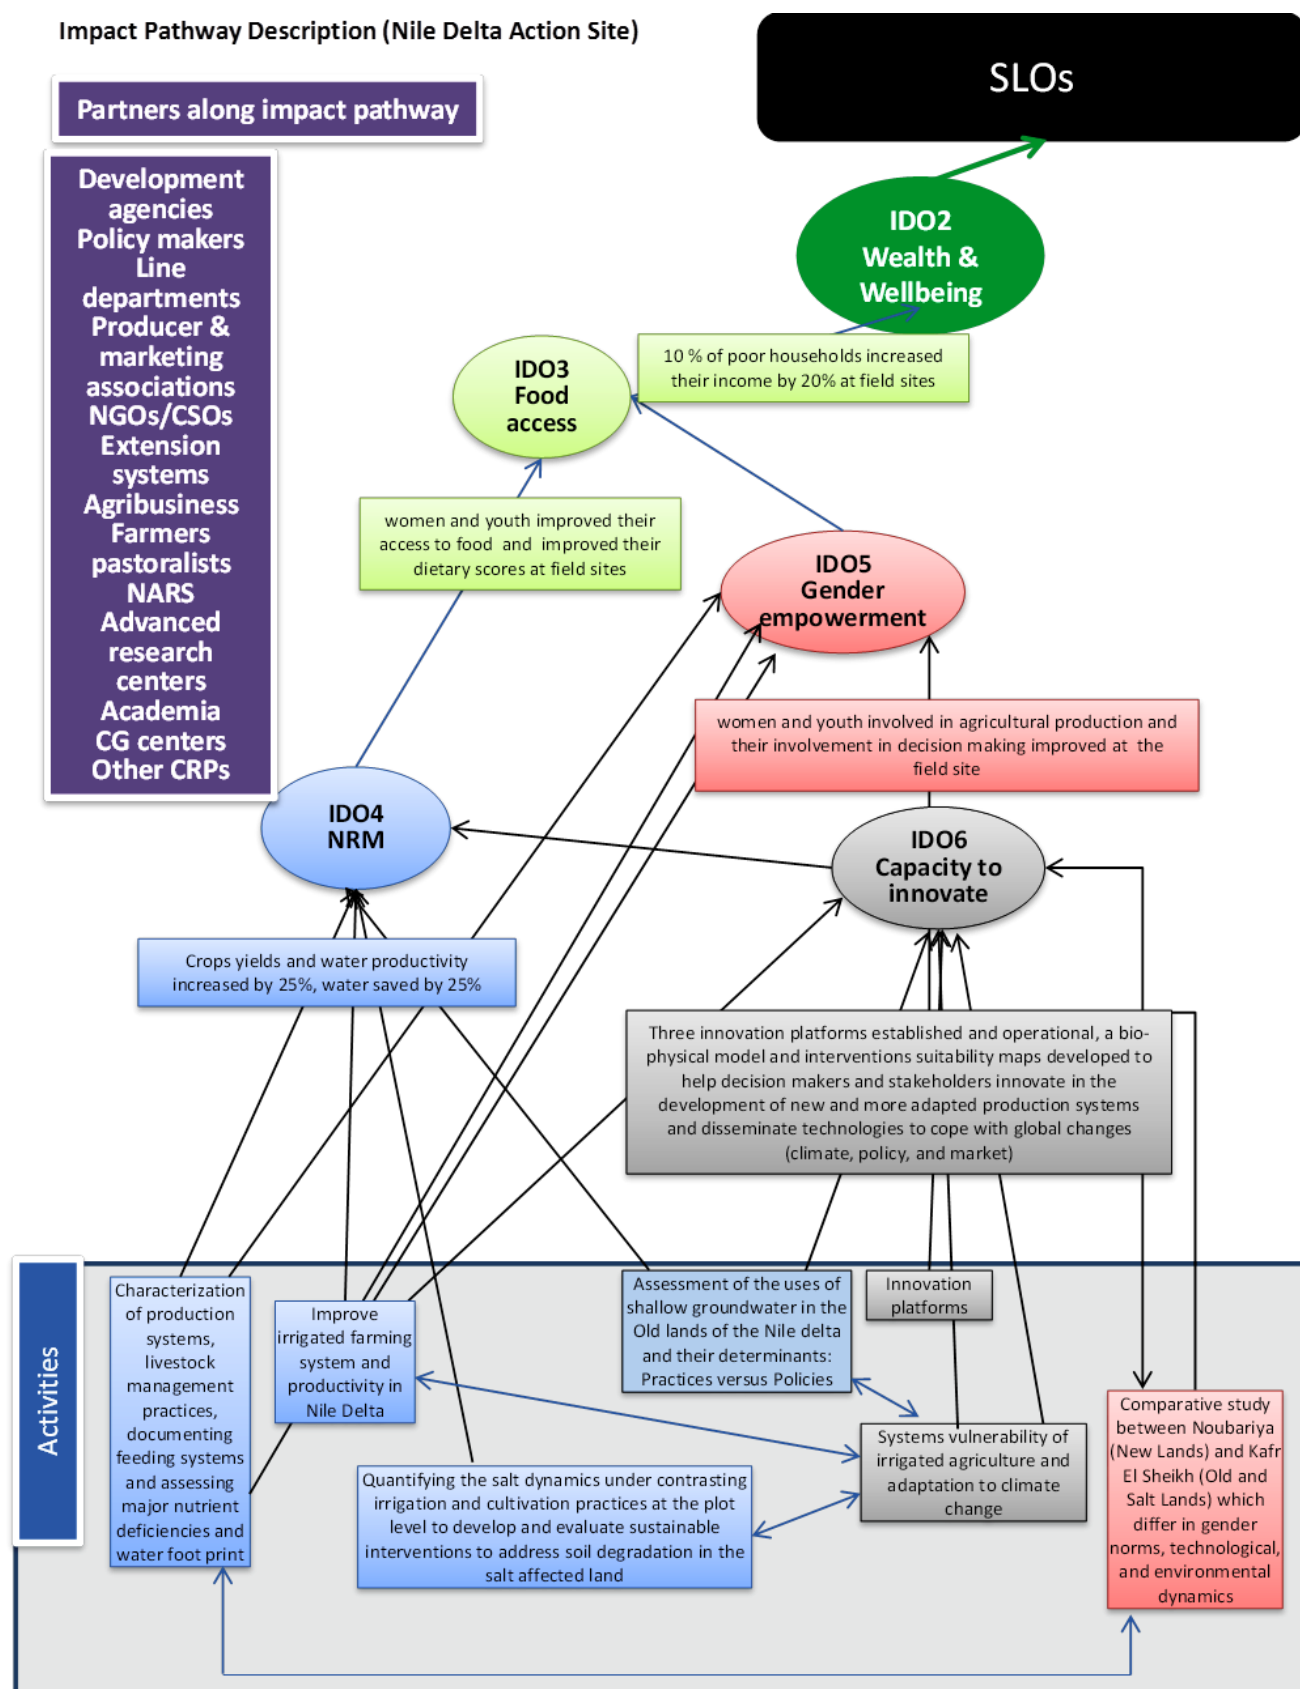 Impact Pathway Description (Nile Delta Action Site)
SLOs
Partners along impact pathway
Development
agencies
Policy makers
Line
departments
Producer &
marketing
associations
NGOs/CSOs
Extension
systems
Agribusiness
Farmers
pastoralists
NARS
Advanced
research
centers
Academia
CG centers
Other CRPs
IDO2
Wealth &
Wellbeing
10 % of poor households increased
their income by 20% at field sites
IDO3
Food
access
women and youth improved their
access to food and improved their
dietary scores at field sites
IDO5
Gender
empowerment
women and youth involved in agricultural production and
their involvement in decision making improved at the
field site
IDO4
NRM
IDO6
Capacity to
innovate
Crops yields and water productivity
increased by 25%, water saved by 25%
Three innovation platforms established and operational, a bio-
physical model and interventions suitability maps developed to
help decision makers and stakeholders innovate in the
development of new and more adapted production systems
and disseminate technologies to cope with global changes
(climate, policy, and market)
Activities
Characterization
of production
systems,
livestock
management
practices,
documenting
feeding systems
and assessing
major nutrient
deficiencies and
water foot print
Improve
irrigated farming
system and
productivity in
Nile Delta
Quantifying the salt dynamics under contrasting
irrigation and cultivation practices at the plot
level to develop and evaluate sustainable
interventions to address soil degradation in the
salt affected land
Assessment of the uses of
shallow groundwater in the
Old lands of the Nile delta
and their determinants:
Practices versus Policies
Innovation
platforms
Systems vulnerability of
irrigated agriculture and
adaptation to climate
change
Comparative study
between Noubariya
(New Lands) and Kafr
El Sheikh (Old and
Salt Lands) which
differ in gender
norms, technological,
and environmental
dynamics